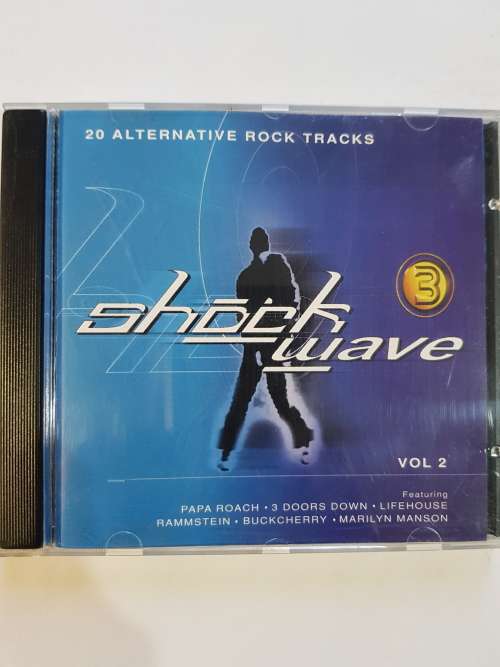 20 ALTERNATIVE ROCK TRACKS
3
shock
wave
VOL 2
Featuring
PAPA ROACH • 3 DOORS DOWN • LIFEHOUSE
RAMMSTEIN • BUCKCHERRY • MARILYN MANSON